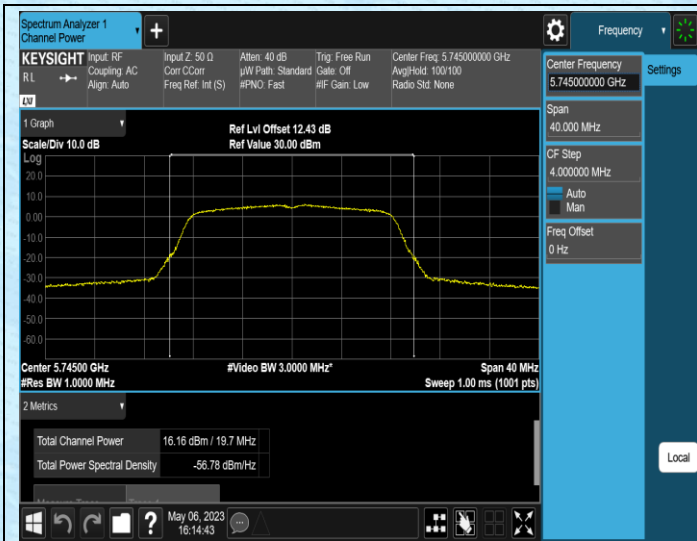 Spectrum Analyzer 1
Channel Power
+
Frequency
KEYSIGHT
R L
LXI
Input: RF
Coupling: AC
Align: Auto
Input Z: 50 Ω
Corr CCorr
Freq Ref: Int (S)
Atten: 40 dB
µW Path: Standard
#PNO: Fast
Trig: Free Run
Gate: Off
#IF Gain: Low
Center Freq: 5.745000000 GHz
Avg|Hold: 100/100
Radio Std: None
Center Frequency
5.745000000 GHz
Settings
Span
40.000 MHz
CF Step
4.000000 MHz
Auto
Man
Freq Offset
0 Hz
1 Graph
Scale/Div 10.0 dB
Ref Lvl Offset 12.43 dB
Ref Value 30.00 dBm
Log
20.0
10.0
0.00
-10.0
-20.0
-30.0
-40.0
-50.0
-60.0
Center 5.74500 GHz
#Res BW 1.0000 MHz
#Video BW 3.0000 MHz*
Span 40 MHz
Sweep 1.00 ms (1001 pts)
2 Metrics
Total Channel Power 16.16 dBm / 19.7 MHz
Total Power Spectral Density -56.78 dBm/Hz
Local
?
May 06, 2023
16:14:43